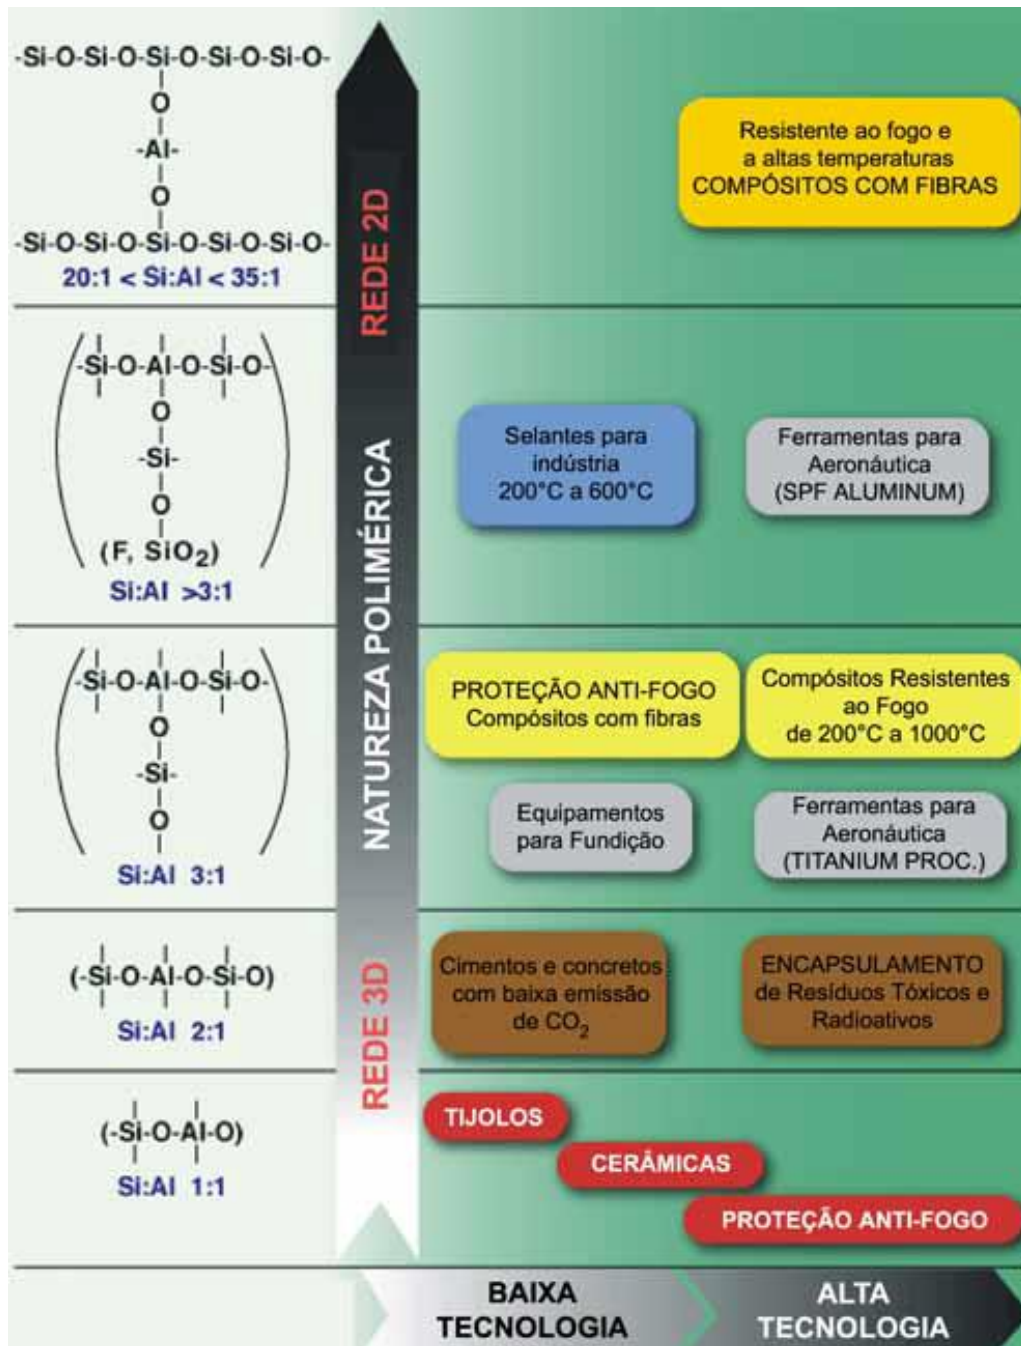 -Si-O-Si-O-Si-O-Si-O-Si-O-
O
-Al-
O
-Si-O-Si-O-Si-O-Si-O-Si-O-
20:1 < Si:Al < 35:1
REDE 2D
Resistente ao fogo e
a altas temperaturas
COMPÓSITOS COM FIBRAS
-Si-O-Al-O-Si-O-
O
-Si-
O
(F, SiO2)
Si:Al >3:1
Selantes para
indústria
200°C a 600°C
Ferramentas para
Aeronáutica
(SPF ALUMINUM)
NATUREZA POLIMÉRICA
-Si-O-Al-O-Si-O-
O
-Si-
O
Si:Al 3:1
PROTEÇÃO ANTI-FOGO
Compósitos com fibras
Compósitos Resistentes
ao Fogo
de 200°C a 1000°C
Equipamentos
para Fundição
Ferramentas para
Aeronáutica
(TITANIUM PROC.)
(-Si-O-Al-O-Si-O)
Si:Al 2:1
REDE 3D
Cimentos e concretos
com baixa emissão
de CO2
ENCAPSULAMENTO
de Resíduos Tóxicos e
Radioativos
(-Si-O-Al-O)
Si:Al 1:1
TIJOLOS
CERÂMICAS
PROTEÇÃO ANTI-FOGO
BAIXA
TECNOLOGIA
ALTA
TECNOLOGIA